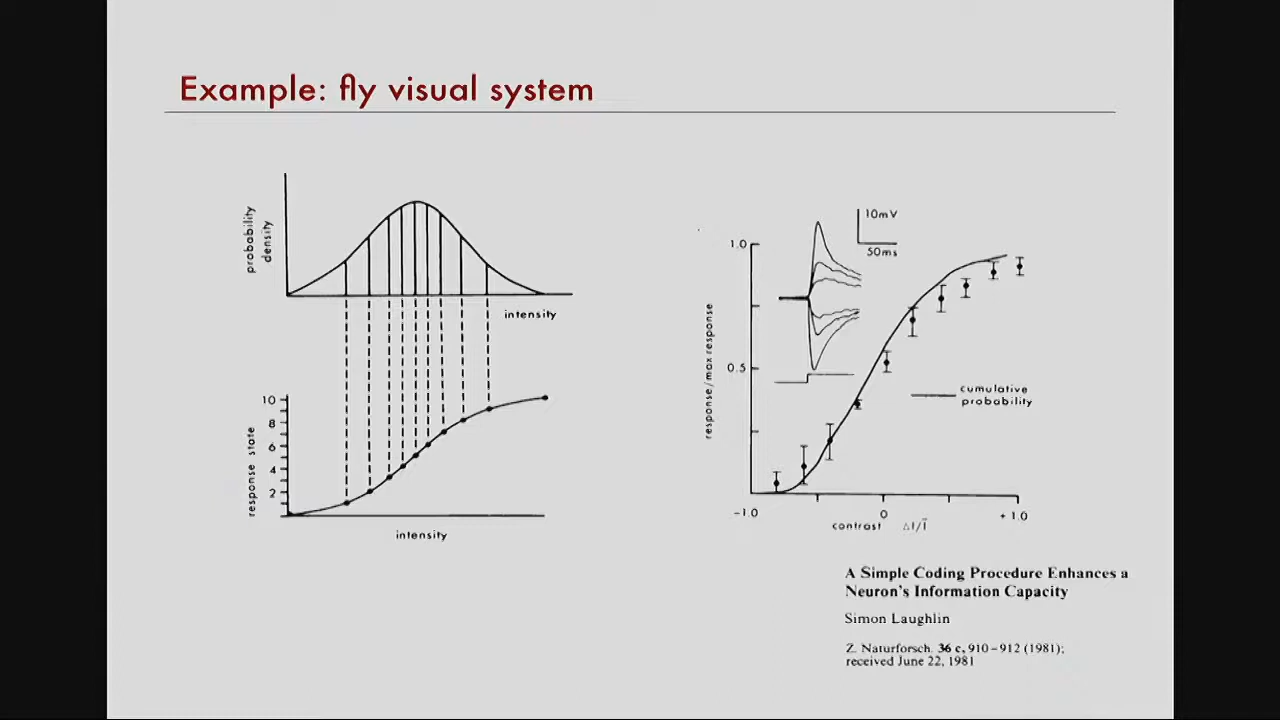 Example: fly visual system
probability
density
intensity
10
8
6
4
2
response state
intensity
10mV
50ms
1.0
0.5
response/max response
cumulative
probability
-1.0
0
+1.0
contrast ΔI/Ī
A Simple Coding Procedure Enhances a
Neuron's Information Capacity
Simon Laughlin
Z. Naturforsch. 36 c, 910–912 (1981);
received June 22, 1981